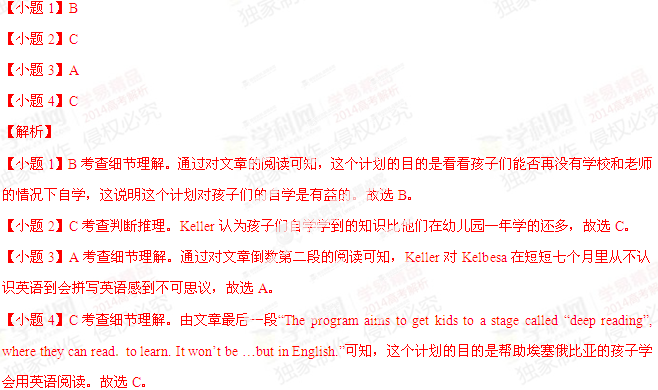 【小题 1】B
【小题 2】C
【小题 3】A
【小题 4】C
【解析】
【小题 1】B 考查细节理解。通过对文章的阅读可知，这个计划的目的是看看孩子们能否再没有学校和老师
的情况下自学，这说明这个计划对孩子们的自学是有益的。故选 B。
【小题 2】C 考查判断推理。Keller 认为孩子们自学学到的知识比他们在幼儿园一年学的还多，故选 C。
【小题 3】A 考查细节理解。通过对文章倒数第二段的阅读可知，Keller 对 Kelbesa 在短短七个月里从不认
识英语到会拼写英语感到不可思议，故选 A。
【小题 4】C 考查细节理解。由文章最后一段“The program aims to get kids to a stage called “deep reading”,
where they can read. to learn. It won’t be …but in English.”可知，这个计划的目的是帮助埃塞俄比亚的孩子学
会用英语阅读。故选 C。